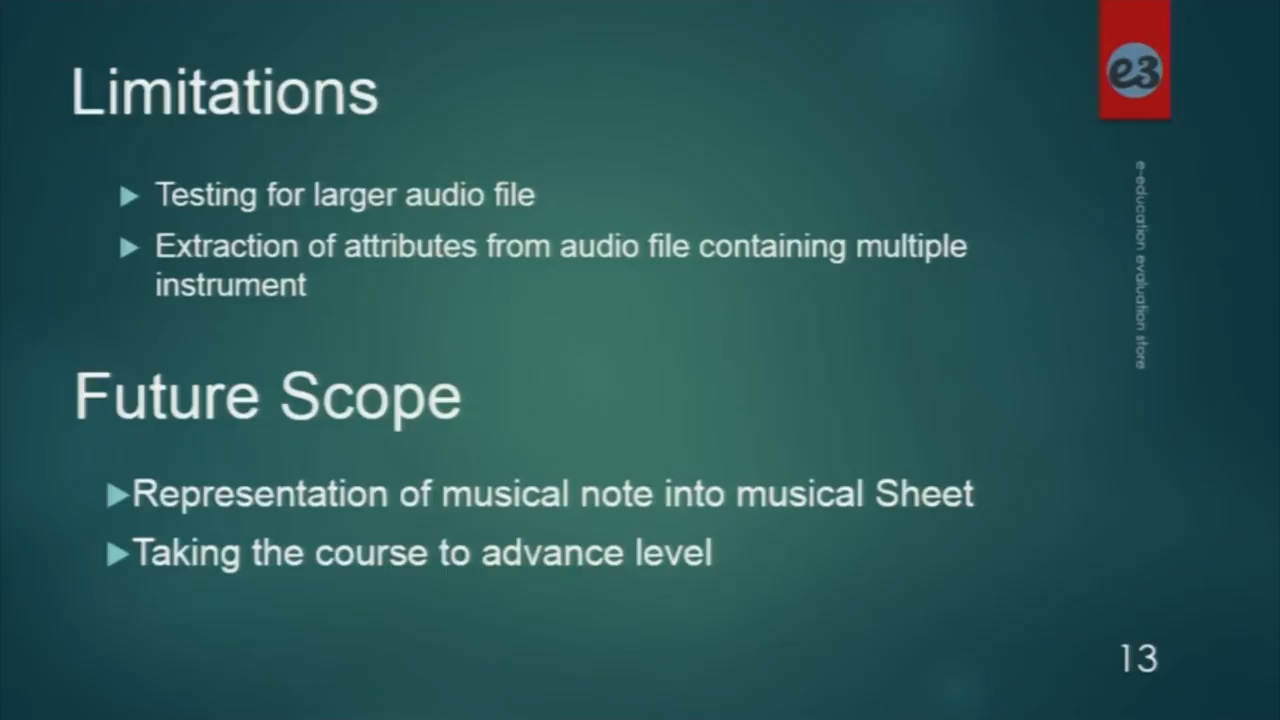 Limitations
Testing for larger audio file
Extraction of attributes from audio file containing multiple
instrument
Future Scope
Representation of musical note into musical Sheet
Taking the course to advance level
e3
e-education evaluation store
13